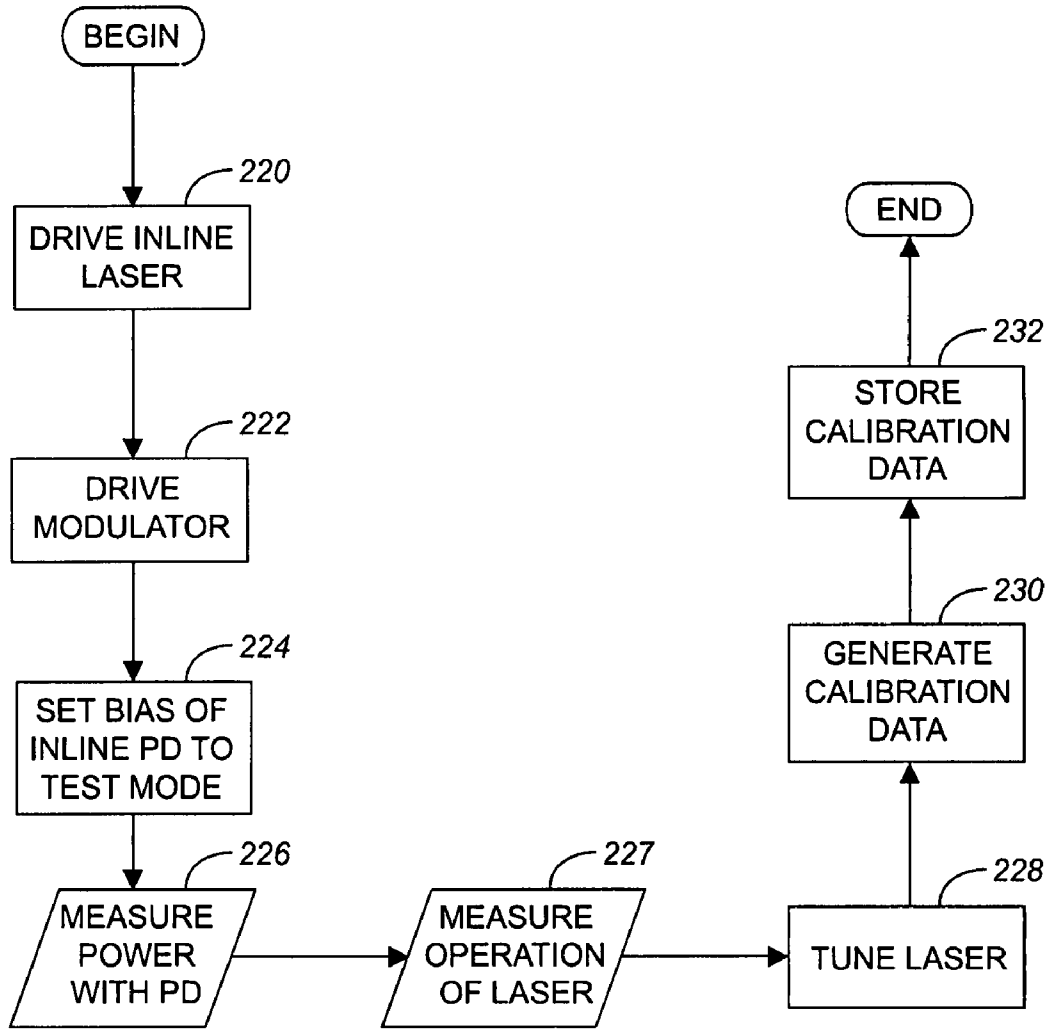 BEGIN
220
DRIVE INLINE
LASER
222
DRIVE
MODULATOR
224
SET BIAS OF
INLINE PD TO
TEST MODE
226
MEASURE
POWER
WITH PD
227
MEASURE
OPERATION
OF LASER
228
TUNE LASER
230
GENERATE
CALIBRATION
DATA
232
STORE
CALIBRATION
DATA
END